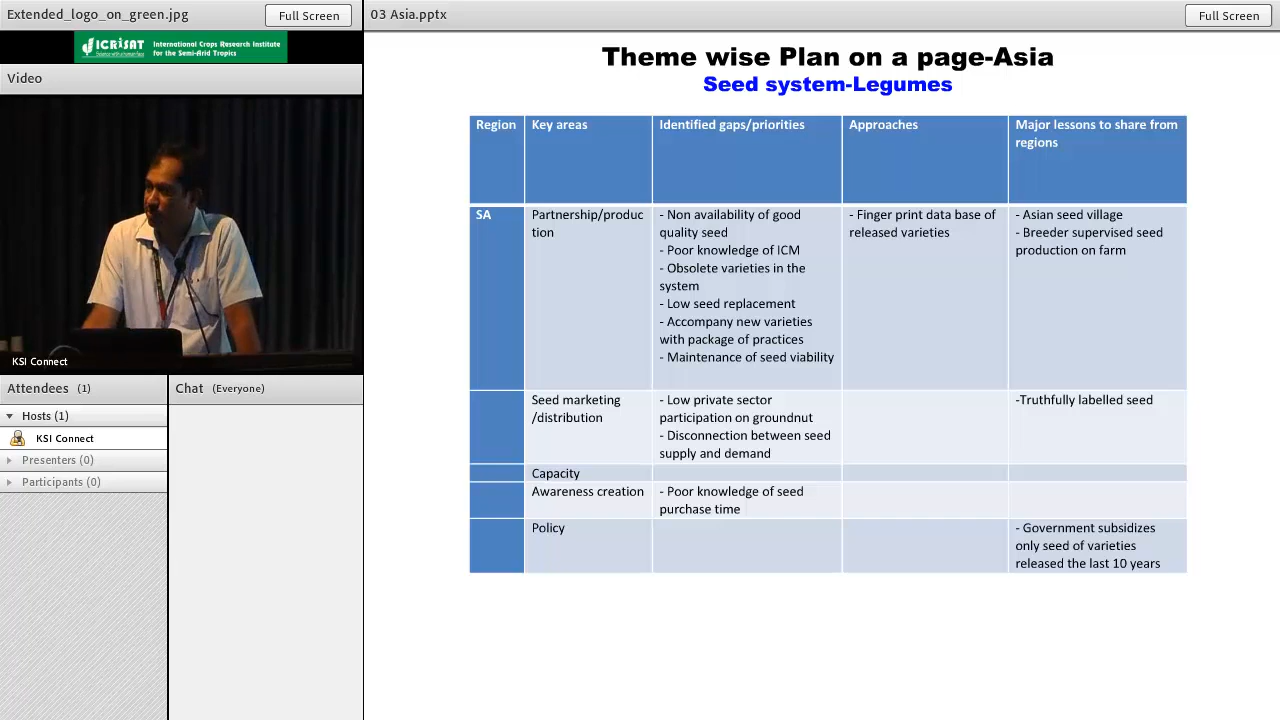 Extended_logo_on_green.jpg
Full Screen
03 Asia.pptx
Full Screen
ICRISAT
Science with a human face
International Crops Research Institute
for the Semi-Arid Tropics
Video
KSI Connect
Attendees (1)
Hosts (1)
KSI Connect
Presenters (0)
Participants (0)
Chat (Everyone)
Theme wise Plan on a page-Asia
Seed system-Legumes
Region
Key areas
Identified gaps/priorities
Approaches
Major lessons to share from
regions
SA
Partnership/produc
tion
- Non availability of good
quality seed
- Poor knowledge of ICM
- Obsolete varieties in the
system
- Low seed replacement
- Accompany new varieties
with package of practices
- Maintenance of seed viability
- Finger print data base of
released varieties
- Asian seed village
- Breeder supervised seed
production on farm
Seed marketing
/distribution
- Low private sector
participation on groundnut
- Disconnection between seed
supply and demand
-Truthfully labelled seed
Capacity
Awareness creation
- Poor knowledge of seed
purchase time
Policy
- Government subsidizes
only seed of varieties
released the last 10 years